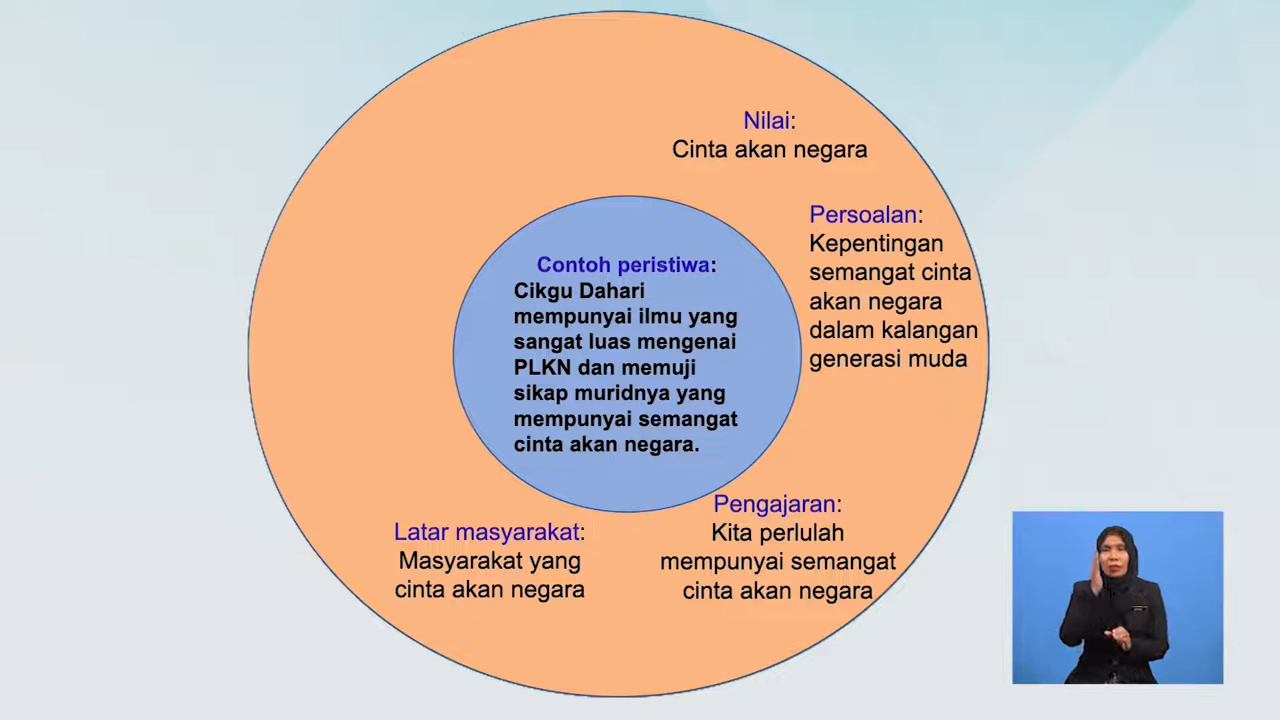 Nilai:
Cinta akan negara
Persoalan:
Kepentingan
semangat cinta
akan negara
dalam kalangan
generasi muda
Contoh peristiwa:
Cikgu Dahari
mempunyai ilmu yang
sangat luas mengenai
PLKN dan memuji
sikap muridnya yang
mempunyai semangat
cinta akan negara.
Pengajaran:
Kita perlulah
mempunyai semangat
cinta akan negara
Latar masyarakat:
Masyarakat yang
cinta akan negara